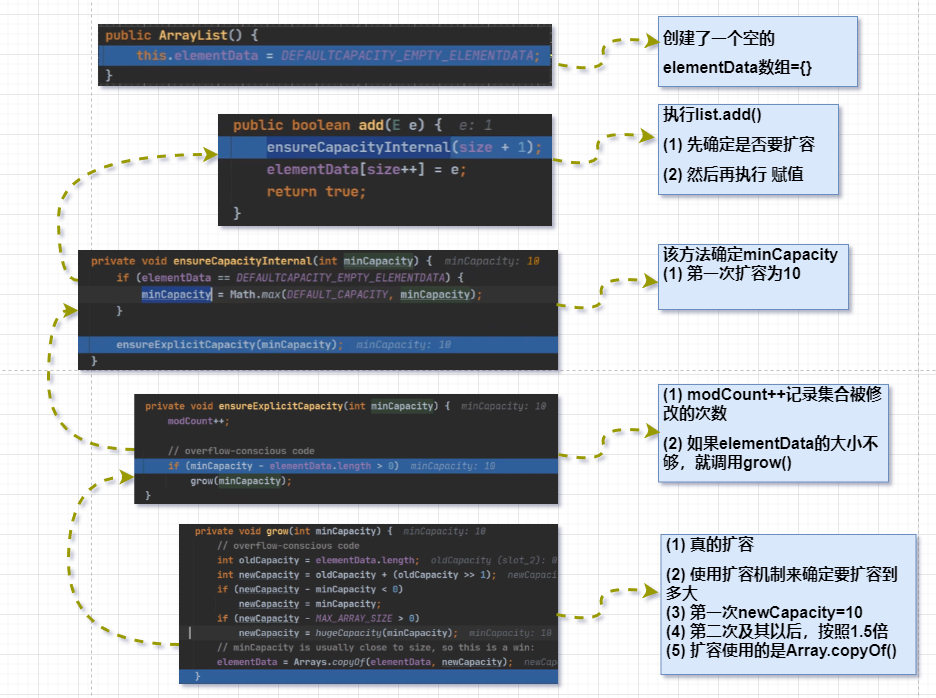 public ArrayList() {
this.elementData = DEFAULTCAPACITY_EMPTY_ELEMENTDATA;
}
创建了一个空的
elementData数组={}
public boolean add(E e) {  e: 1
ensureCapacityInternal(size + 1);
elementData[size++] = e;
return true;
}
执行list.add()
(1) 先确定是否要扩容
(2) 然后再执行 赋值
private void ensureCapacityInternal(int minCapacity) {  minCapacity: 10
if (elementData == DEFAULTCAPACITY_EMPTY_ELEMENTDATA) {
minCapacity = Math.max(DEFAULT_CAPACITY, minCapacity);
}
ensureExplicitCapacity(minCapacity);  minCapacity: 10
}
该方法确定minCapacity
(1) 第一次扩容为10
private void ensureExplicitCapacity(int minCapacity) {  minCapacity: 10
modCount++;
// overflow-conscious code
if (minCapacity - elementData.length > 0)  minCapacity: 10
grow(minCapacity);
}
(1) modCount++记录集合被修
改的次数
(2) 如果elementData的大小不
够，就调用grow()
private void grow(int minCapacity) {  minCapacity: 10
// overflow-conscious code
int oldCapacity = elementData.length;  oldCapacity (slot_2): 0
int newCapacity = oldCapacity + (oldCapacity >> 1);  newCapaci
if (newCapacity - minCapacity < 0)
newCapacity = minCapacity;
if (newCapacity - MAX_ARRAY_SIZE > 0)
newCapacity = hugeCapacity(minCapacity);  minCapacity: 10
// minCapacity is usually close to size, so this is a win:
elementData = Arrays.copyOf(elementData, newCapacity);  newCap
}
(1) 真的扩容
(2) 使用扩容机制来确定要扩容到
多大
(3) 第一次newCapacity=10
(4) 第二次及其以后，按照1.5倍
(5) 扩容使用的是Array.copyOf()